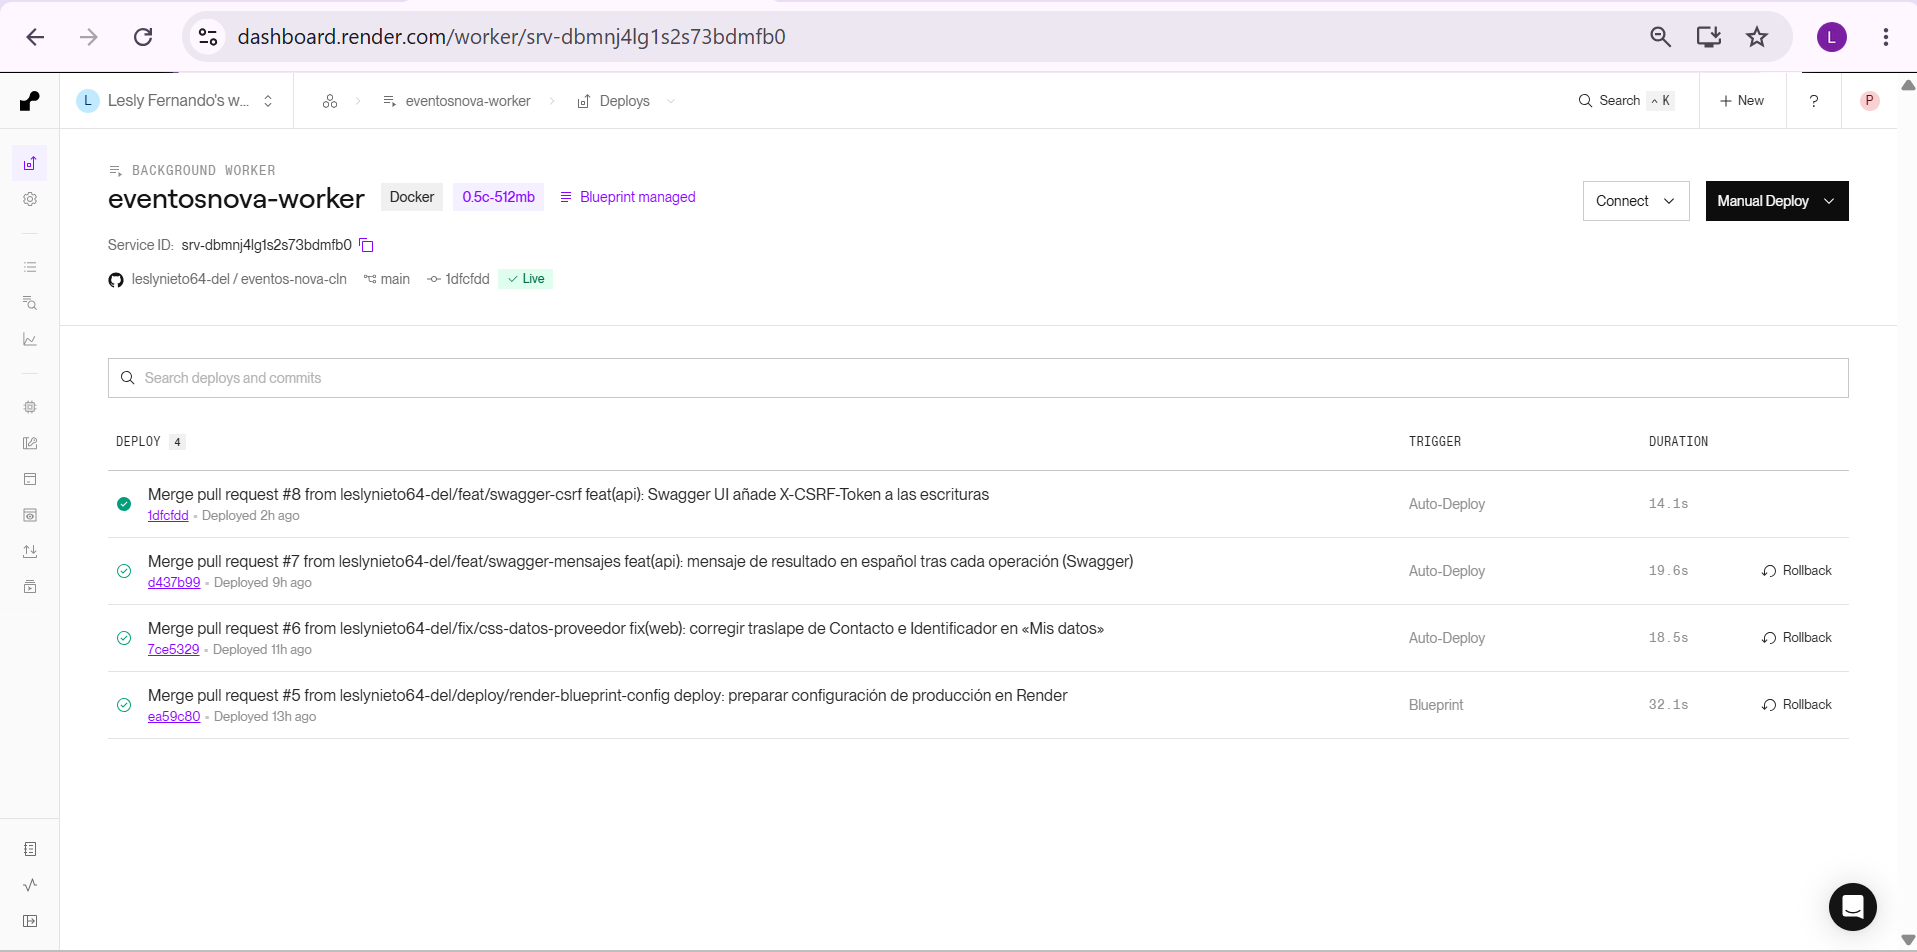 dashboard.render.com/worker/srv-dbmnj4lg1s2s73bdmfb0
L
L Lesly Fernando's w...
eventosnova-worker
Deploys
Search ^ K
+ New
?
P
BACKGROUND WORKER
eventosnova-worker Docker 0.5c-512mb Blueprint managed
Connect
Manual Deploy
Service ID: srv-dbmnj4lg1s2s73bdmfb0
leslynieto64-del / eventos-nova-cln main 1dfcfdd Live
Search deploys and commits
DEPLOY 4 TRIGGER DURATION
Merge pull request #8 from leslynieto64-del/feat/swagger-csrf feat(api): Swagger UI añade X-CSRF-Token a las escrituras
1dfcfdd • Deployed 2h ago
Auto-Deploy 14.1s
Merge pull request #7 from leslynieto64-del/feat/swagger-mensajes feat(api): mensaje de resultado en español tras cada operación (Swagger)
d437b99 • Deployed 9h ago
Auto-Deploy 19.6s Rollback
Merge pull request #6 from leslynieto64-del/fix/css-datos-proveedor fix(web): corregir traslape de Contacto e Identificador en «Mis datos»
7ce5329 • Deployed 11h ago
Auto-Deploy 18.5s Rollback
Merge pull request #5 from leslynieto64-del/deploy/render-blueprint-config deploy: preparar configuración de producción en Render
ea59c80 • Deployed 13h ago
Blueprint 32.1s Rollback